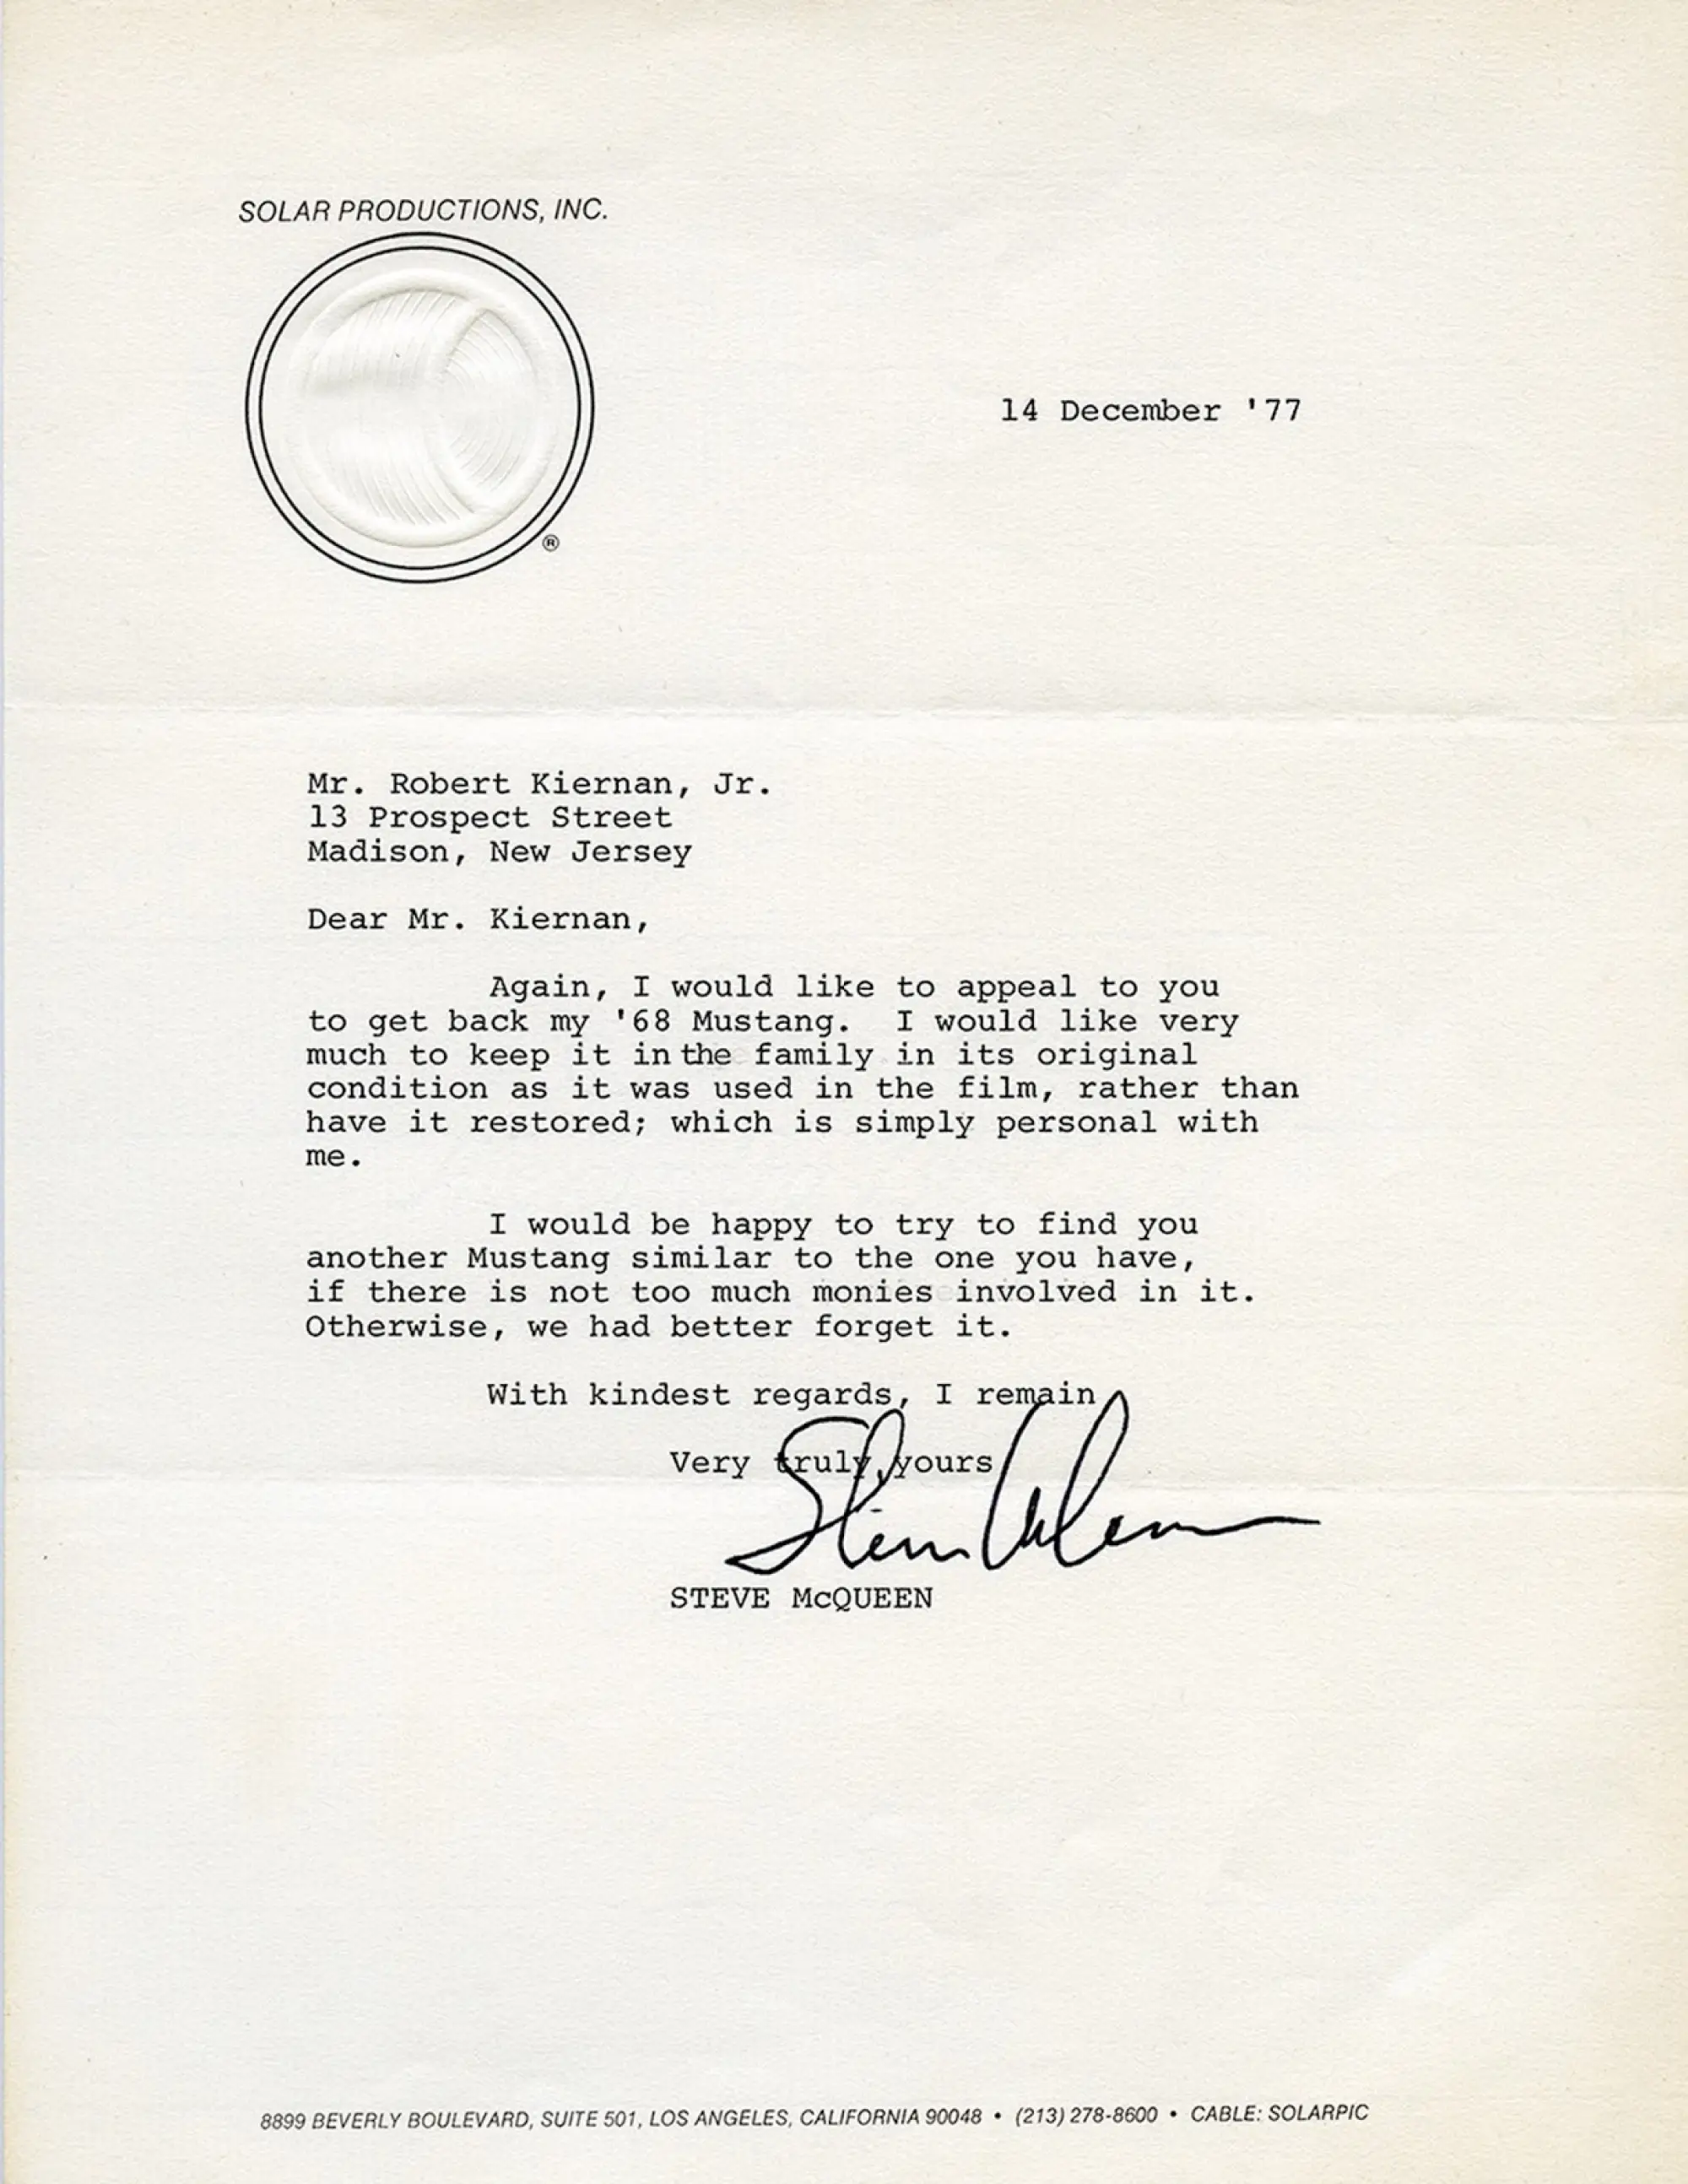 SOLAR PRODUCTIONS, INC.
®
14 December '77
Mr. Robert Kiernan, Jr.
13 Prospect Street
Madison, New Jersey
Dear Mr. Kiernan,
Again, I would like to appeal to you
to get back my '68 Mustang. I would like very
much to keep it in the family in its original
condition as it was used in the film, rather than
have it restored; which is simply personal with
me.
I would be happy to try to find you
another Mustang similar to the one you have,
if there is not too much monies involved in it.
Otherwise, we had better forget it.
With kindest regards, I remain
Very truly yours
STEVE McQUEEN
8899 BEVERLY BOULEVARD, SUITE 501, LOS ANGELES, CALIFORNIA 90048 • (213) 278-8600 • CABLE: SOLARPIC